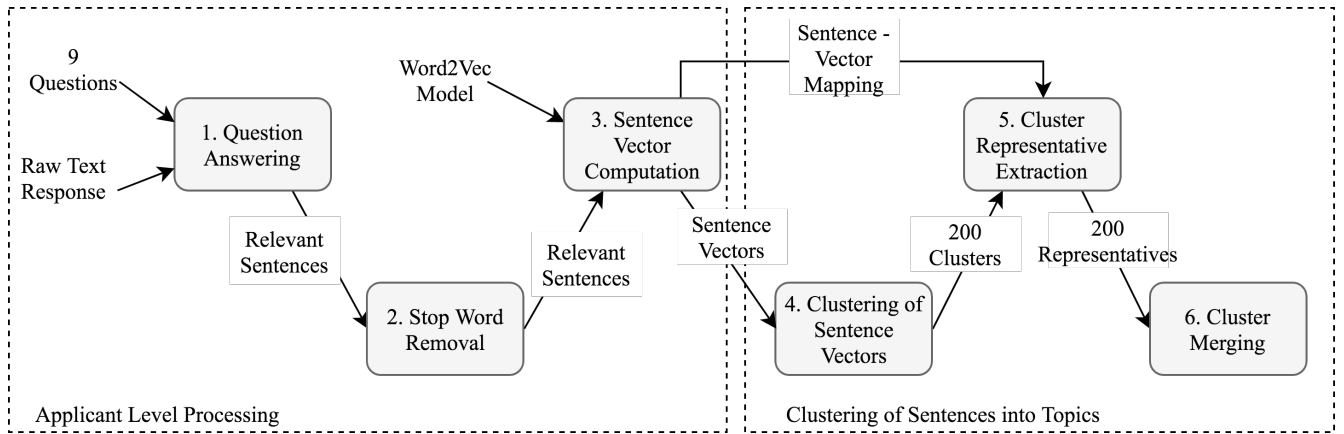 9
Questions
Raw Text
Response
1. Question
Answering
Relevant
Sentences
2. Stop Word
Removal
Relevant
Sentences
Word2Vec
Model
3. Sentence
Vector
Computation
Sentence
Vectors
Sentence -
Vector
Mapping
4. Clustering of
Sentence
Vectors
200
Clusters
5. Cluster
Representative
Extraction
200
Representatives
6. Cluster
Merging
Applicant Level Processing
Clustering of Sentences into Topics